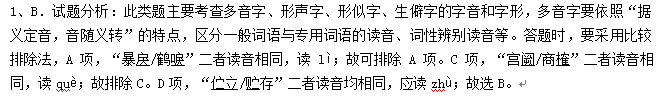 1、B．试题分析：此类题主要考查多音字、形声字、形似字、生僻字的字音和字形，多音字要依照“据
义定音，音随义转”的特点，区分一般词语与专用词语的读音、词性辨别读音等。答题时，要采用比较
排除法，A 项，“暴戾/鹤唳”二者读音相同，读 lì；故可排除 A 项。C 项，“宫阙/商榷”二者读音相
同，读 què；故排除 C。D 项，“伫立/贮存”二者读音均相同，应读 zhù；故选 B。